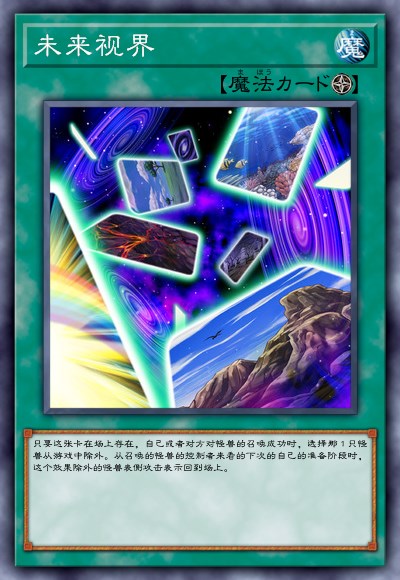 未来视界
魔
【魔法カード】
まほう
只要这张卡在场上存在，自己或者对方对怪兽的召唤成功时，选择那1只怪
兽从游戏中除外。从召唤的怪兽的控制者来看的下次的自己的准备阶段时，
这个效果除外的怪兽表侧攻击表示回到场上。